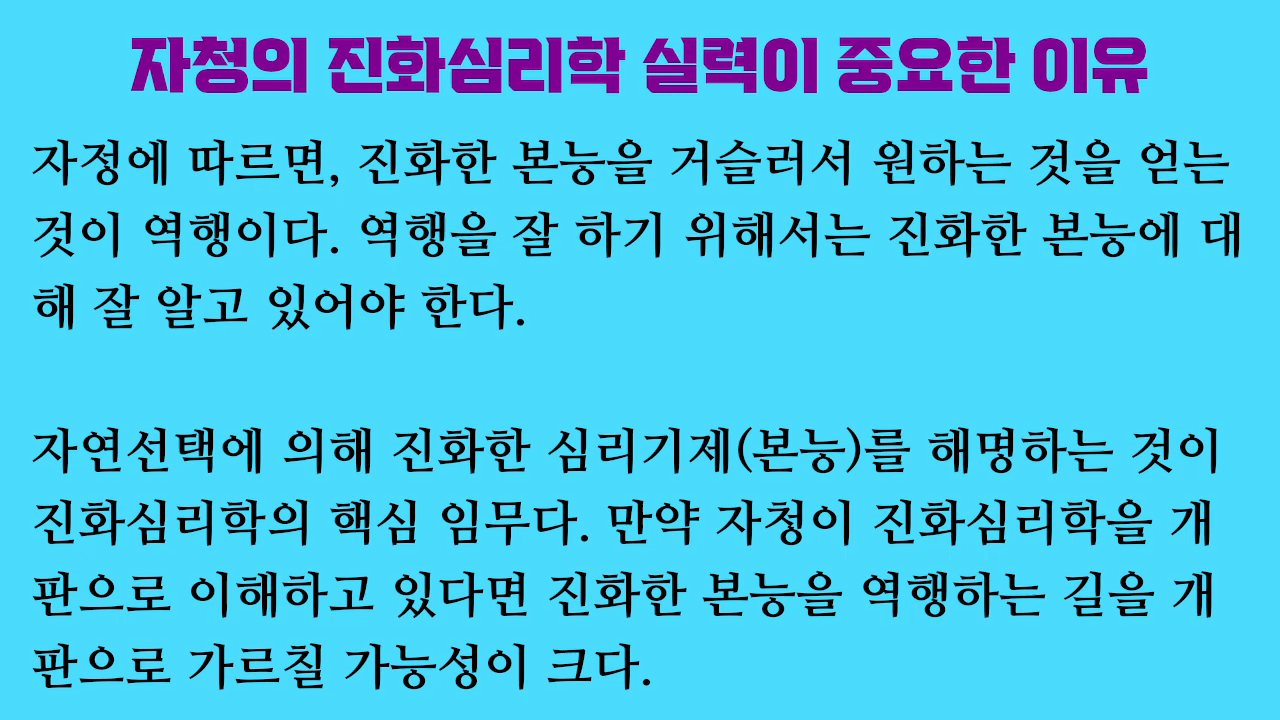 자청의 진화심리학 실력이 중요한 이유
자정에 따르면, 진화한 본능을 거슬러서 원하는 것을 얻는
것이 역행이다. 역행을 잘 하기 위해서는 진화한 본능에 대
해 잘 알고 있어야 한다.
자연선택에 의해 진화한 심리기제(본능)를 해명하는 것이
진화심리학의 핵심 임무다. 만약 자청이 진화심리학을 개
판으로 이해하고 있다면 진화한 본능을 역행하는 길을 개
판으로 가르칠 가능성이 크다.